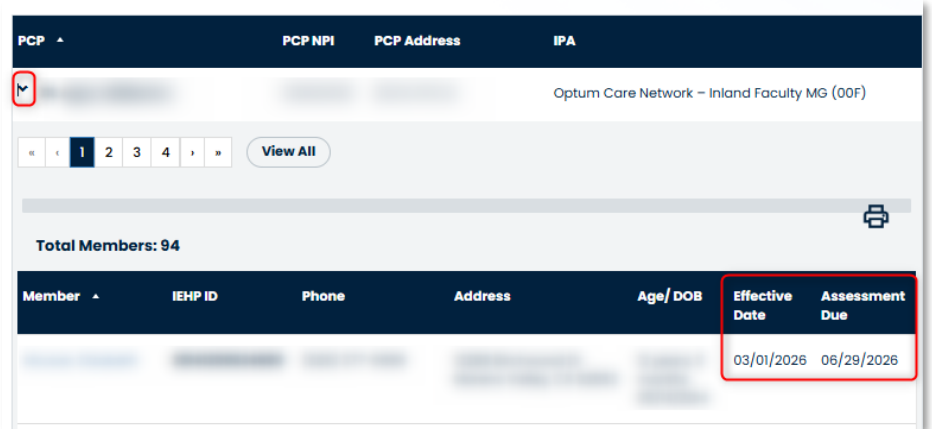 PCP PCP NPI PCP Address IPA
Optum Care Network – Inland Faculty MG (00F)
« ‹ 1 2 3 4 › » View All
Total Members: 94
Member IEHP ID Phone Address Age/ DOB Effective Date Assessment Due
03/01/2026 06/29/2026